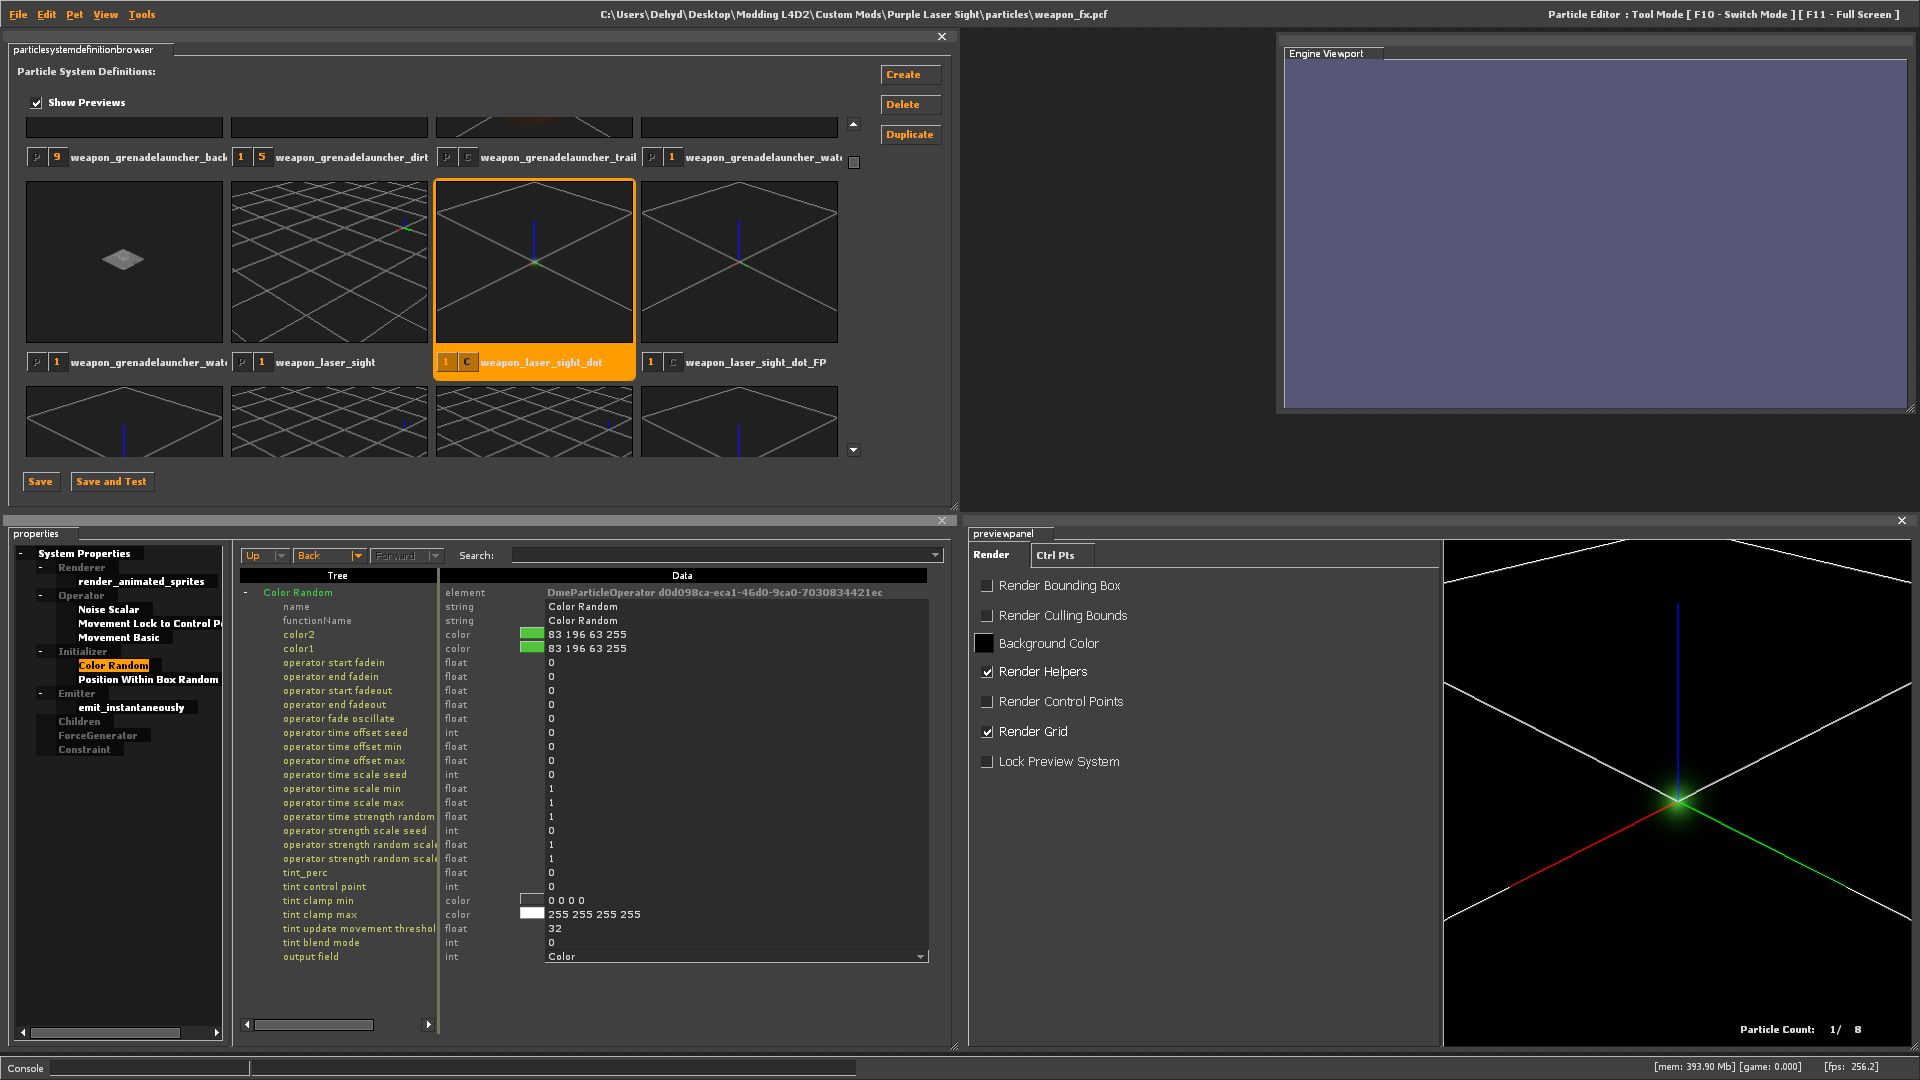 File Edit Pet View Tools
C:\Users\Dehyd\Desktop\Modding L4D2\Custom Mods\Purple Laser Sight\particles\weapon_fx.pcf
Particle Editor : Tool Mode [ F10 - Switch Mode ] [ F11 - Full Screen ]
particlesystemdefinitionbrowser
Particle System Definitions:
Show Previews
Create
Delete
Duplicate
P 9 weapon_grenadelauncher_back
1 5 weapon_grenadelauncher_dirt
P C weapon_grenadelauncher_trail
P 1 weapon_grenadelauncher_wat
P 1 weapon_grenadelauncher_wat
P 1 weapon_laser_sight
1 C weapon_laser_sight_dot
1 C weapon_laser_sight_dot_FP
Save
Save and Test
Engine Viewport
properties
- System Properties
- Renderer
render_animated_sprites
- Operator
Noise Scalar
Movement Lock to Control P
Movement Basic
- Initializer
Color Random
Position Within Box Random
- Emitter
emit_instantaneously
Children
ForceGenerator
Constraint
Up
Back
Forward
Search:
Tree Data
- Color Random element DmeParticleOperator d0d098ca-eca1-46d0-9ca0-7030834421ec
name string Color Random
functionName string Color Random
color2 color 83 196 63 255
color1 color 83 196 63 255
operator start fadein float 0
operator end fadein float 0
operator start fadeout float 0
operator end fadeout float 0
operator fade oscillate float 0
operator time offset seed int 0
operator time offset min float 0
operator time offset max float 0
operator time scale seed int 0
operator time scale min float 1
operator time scale max float 1
operator time strength random float 1
operator strength scale seed int 0
operator strength random scale float 1
operator strength random scale float 1
tint_perc float 0
tint control point int 0
tint clamp min color 0 0 0 0
tint clamp max color 255 255 255 255
tint update movement threshol float 32
tint blend mode int 0
output field int Color
previewpanel
Render
Ctrl Pts
Render Bounding Box
Render Culling Bounds
Background Color
Render Helpers
Render Control Points
Render Grid
Lock Preview System
Particle Count: 1/ 8
Console
[mem: 393.90 Mb] [game: 0.000] [fps: 256.2]